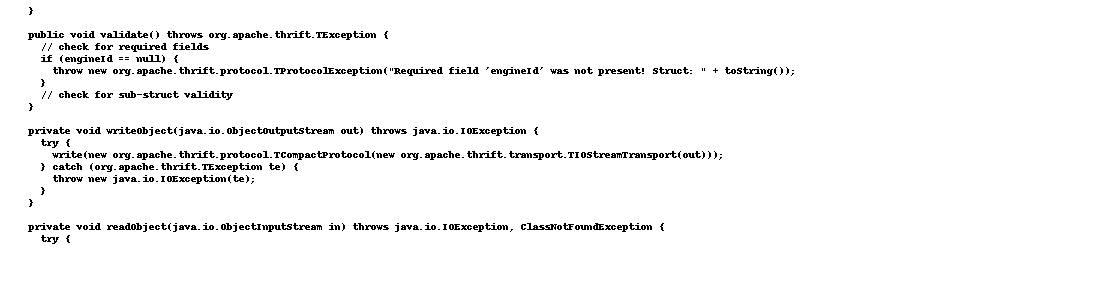 }

public void validate() throws org.apache.thrift.TException {
  // check for required fields
  if (engineId == null) {
    throw new org.apache.thrift.protocol.TProtocolException("Required field 'engineId' was not present! Struct: " + toString());
  }
  // check for sub-struct validity
}

private void writeObject(java.io.ObjectOutputStream out) throws java.io.IOException {
  try {
    write(new org.apache.thrift.protocol.TCompactProtocol(new org.apache.thrift.transport.TIOStreamTransport(out)));
  } catch (org.apache.thrift.TException te) {
    throw new java.io.IOException(te);
  }
}

private void readObject(java.io.ObjectInputStream in) throws java.io.IOException, ClassNotFoundException {
  try {